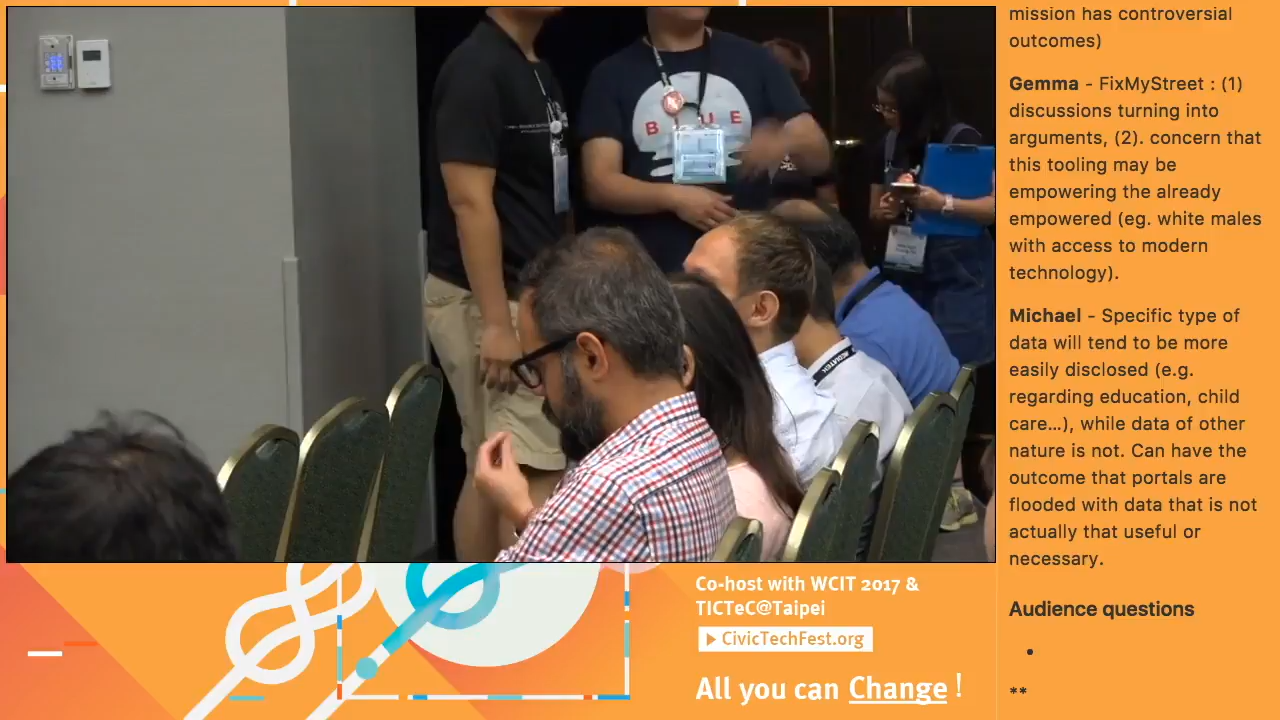 mission has controversial
outcomes)
Gemma - FixMyStreet : (1)
discussions turning into
arguments, (2). concern that
this tooling may be
empowering the already
empowered (eg. white males
with access to modern
technology).
Michael - Specific type of
data will tend to be more
easily disclosed (e.g.
regarding education, child
care...), while data of other
nature is not. Can have the
outcome that portals are
flooded with data that is not
actually that useful or
necessary.
Audience questions
•
**
B UE
MEDIATEK
Co-host with WCIT 2017 &
TICTeC@Taipei
CivicTechFest.org
All you can Change !